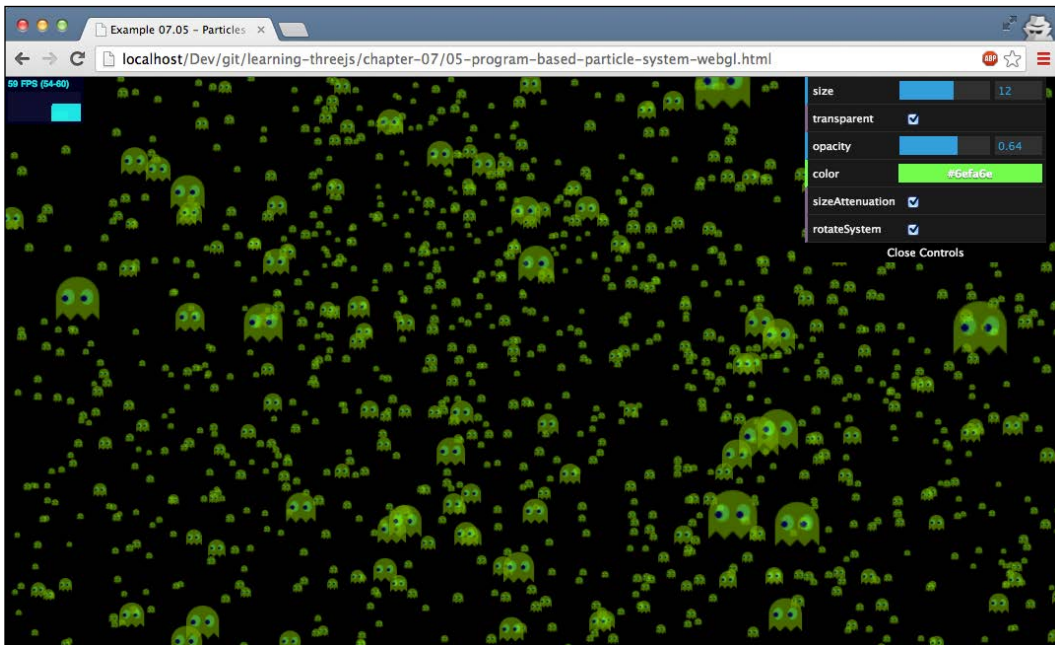 Example 07.05 - Particles
localhost/Dev/git/learning-threejs/chapter-07/05-program-based-particle-system-webgl.html
ABP
59 FPS (54-60)
size 12
transparent
opacity 0.64
color #6efa6e
sizeAttenuation
rotateSystem
Close Controls